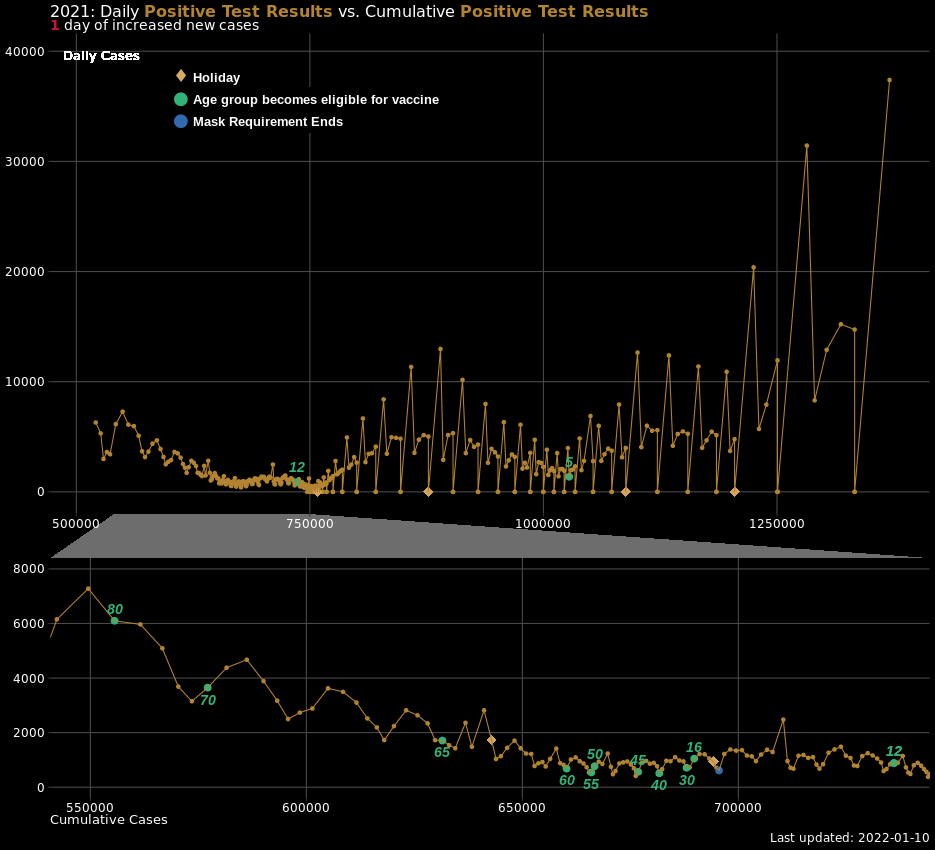 2021: Daily Positive Test Results vs. Cumulative Positive Test Results
1 day of increased new cases
40000
Daily Cases
Holiday
Age group becomes eligible for vaccine
Mask Requirement Ends
30000
20000
10000
12
5
0
500000 750000 1000000 1250000
8000
80
6000
4000
70
2000
65
50
45
16
12
60
55
40
30
0
550000 600000 650000 700000
Cumulative Cases
Last updated: 2022-01-10